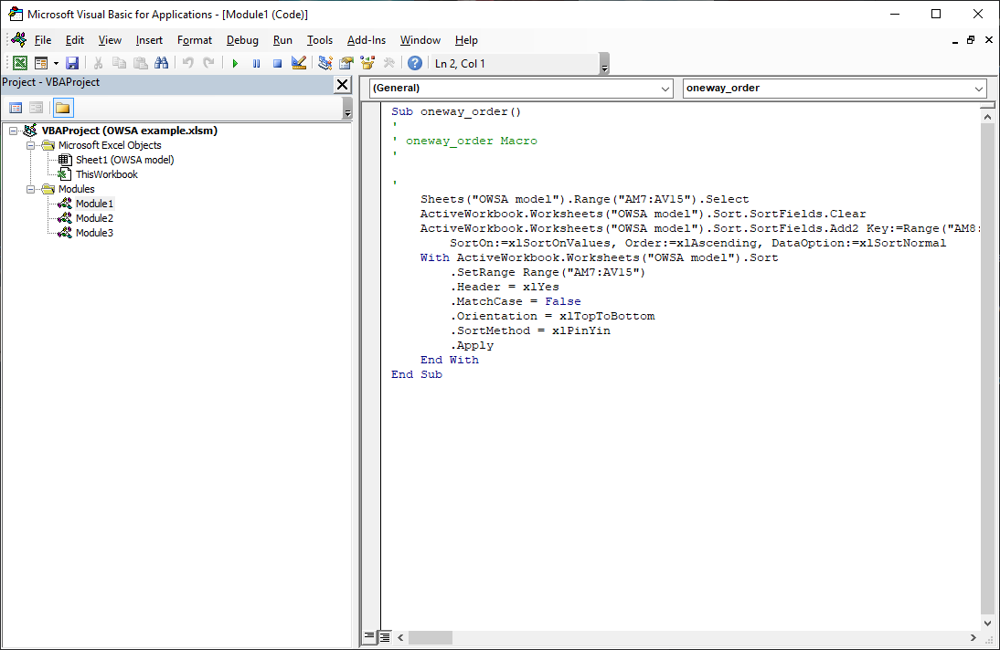 Microsoft Visual Basic for Applications - [Module1 (Code)]
File Edit View Insert Format Debug Run Tools Add-Ins Window Help
Ln 2, Col 1
Project - VBAProject
VBAProject (OWSA example.xlsm)
Microsoft Excel Objects
Sheet1 (OWSA model)
ThisWorkbook
Modules
Module1
Module2
Module3
(General)
oneway_order
Sub oneway_order()
'
' oneway_order Macro
'
'
Sheets("OWSA model").Range("AM7:AV15").Select
ActiveWorkbook.Worksheets("OWSA model").Sort.SortFields.Clear
ActiveWorkbook.Worksheets("OWSA model").Sort.SortFields.Add2 Key:=Range("AM8:
SortOn:=xlSortOnValues, Order:=xlAscending, DataOption:=xlSortNormal
With ActiveWorkbook.Worksheets("OWSA model").Sort
.SetRange Range("AM7:AV15")
.Header = xlYes
.MatchCase = False
.Orientation = xlTopToBottom
.SortMethod = xlPinYin
.Apply
End With
End Sub